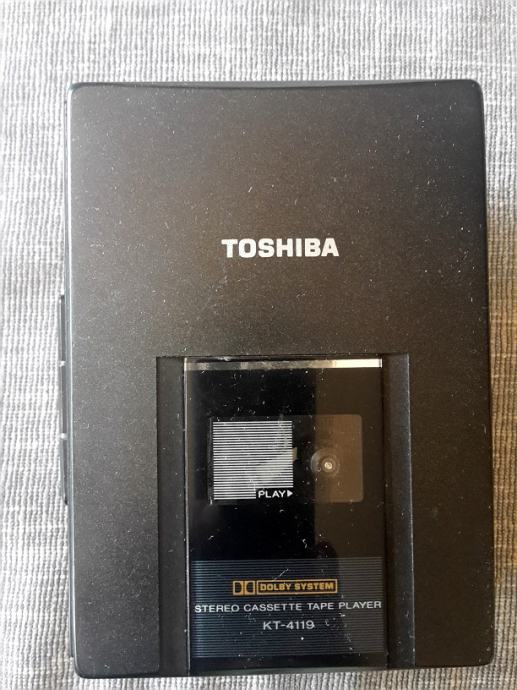 TOSHIBA
PLAY
DOLBY SYSTEM
STEREO CASSETTE TAPE PLAYER
KT-4119